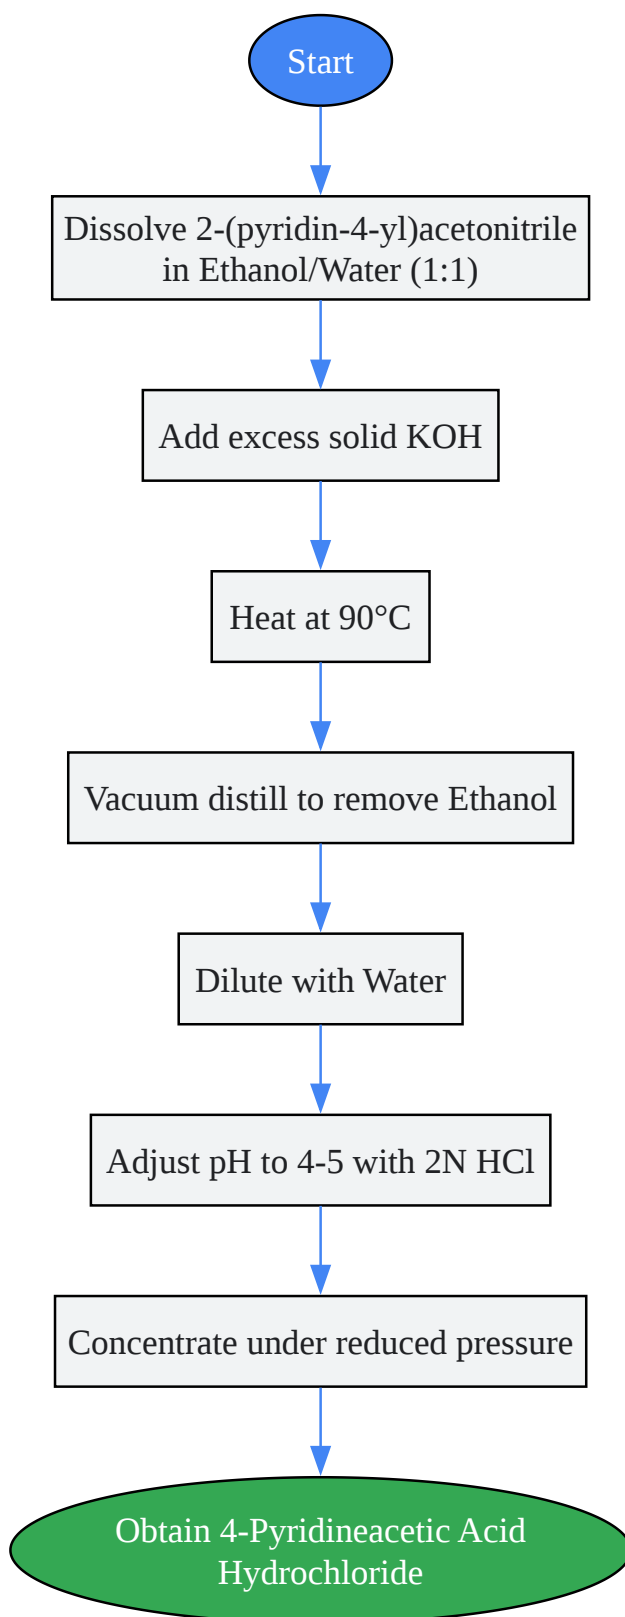 Start
Dissolve 2-(pyridin-4-yl)acetonitrile
in Ethanol/Water (1:1)
Add excess solid KOH
Heat at 90°C
Vacuum distill to remove Ethanol
Dilute with Water
Adjust pH to 4-5 with 2N HCl
Concentrate under reduced pressure
Obtain 4-Pyridineacetic Acid
Hydrochloride